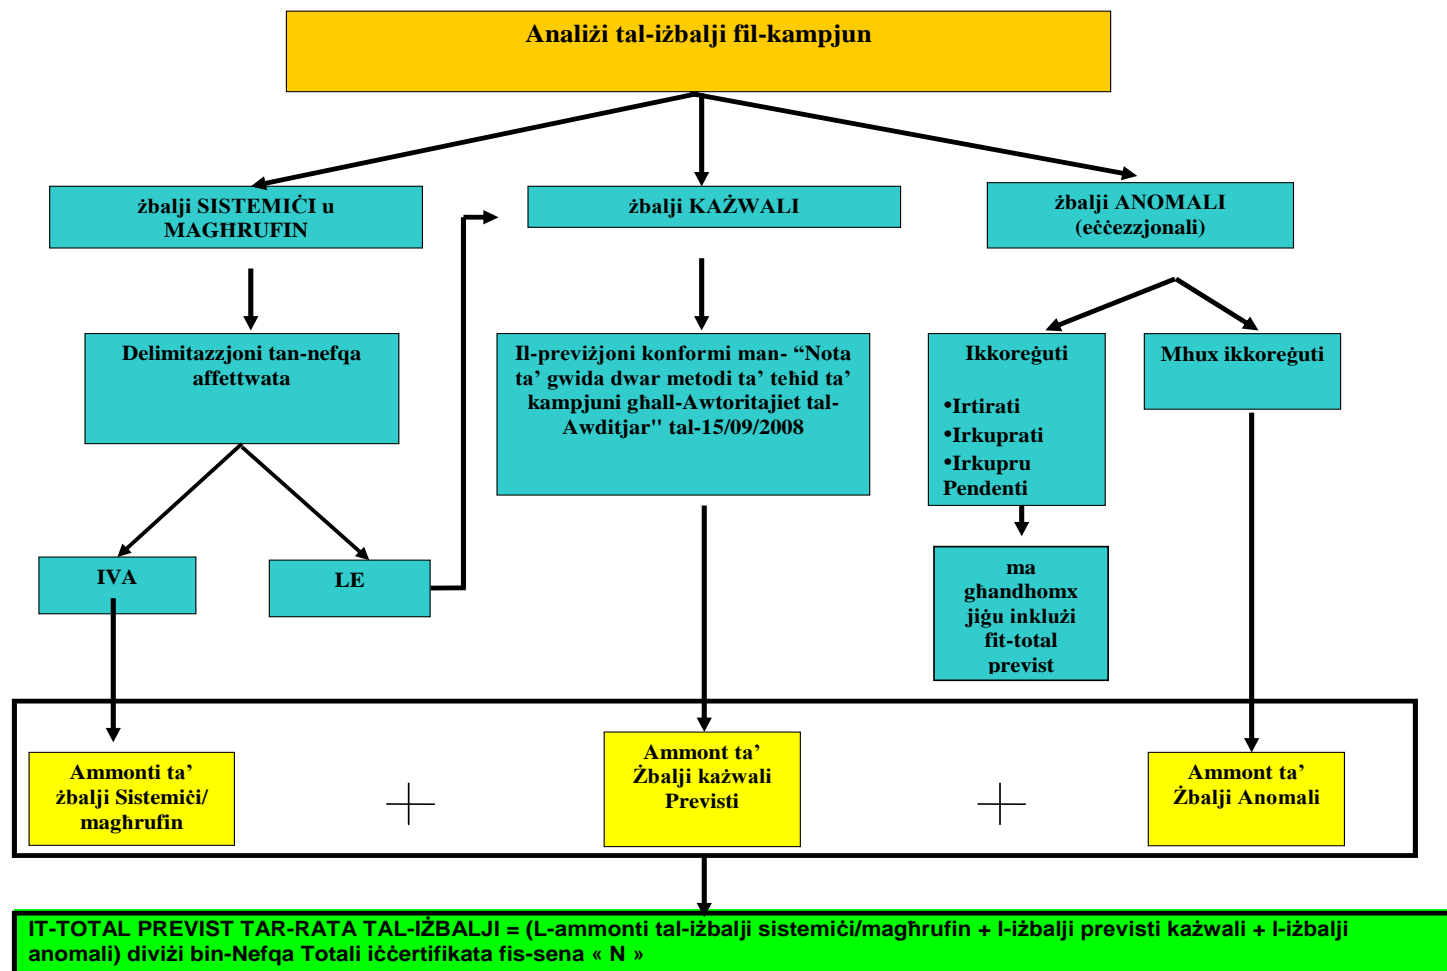 Analiżi tal-iżbalji fil-kampjun
żbalji SISTEMIĊI u
MAGĦRUFIN
żbalji KAŻWALI
żbalji ANOMALI
(eċċezzjonali)
Delimitazzjoni tan-nefqa
affettwata
Il-previżjoni konformi man- “Nota
ta’ gwida dwar metodi ta’ teħid ta’
kampjuni għall-Awtoritajiet tal-
Awditjar" tal-15/09/2008
Ikkoreġuti
•Irtirati
•Irkuprati
•Irkupru
Pendenti
Mhux ikkoreġuti
IVA
LE
ma
għandhomx
jiġu inklużi
fit-total
previst
Ammonti ta’
żbalji Sistemiċi/
magħrufin
+
Ammont ta’
Żbalji każwali
Previsti
+
Ammont ta’
Żbalji Anomali
IT-TOTAL PREVIST TAR-RATA TAL-IŻBALJI = (L-ammonti tal-iżbalji sistemiċi/magħrufin + l-iżbalji previsti każwali + l-iżbalji
anomali) diviżi bin-Nefqa Totali iċċertifikata fis-sena « N »